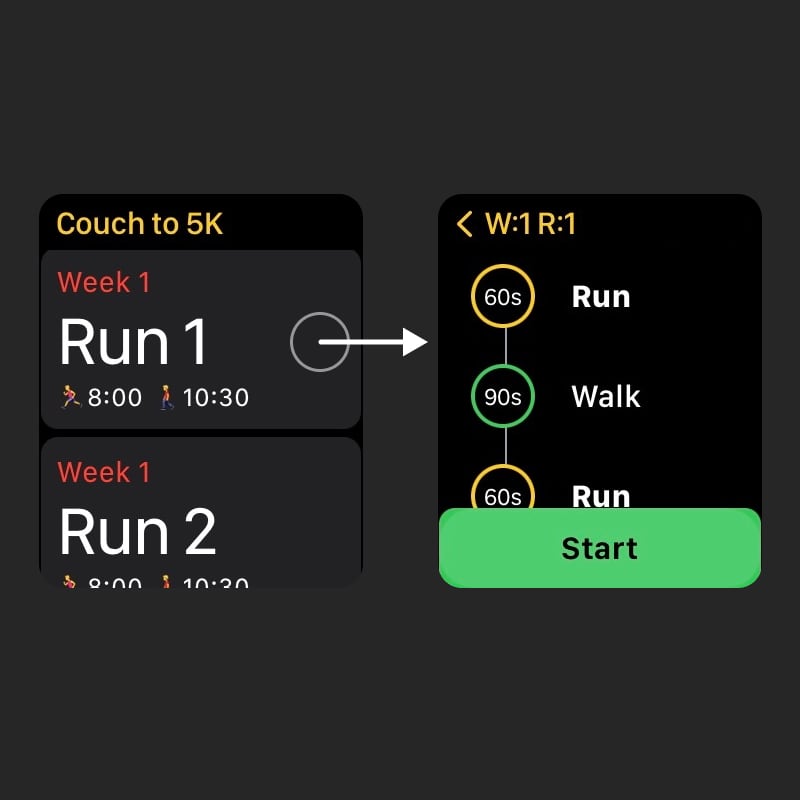 Couch to 5K
Week 1
Run 1
8:00 10:30
Week 1
Run 2
8:00 10:30
W:1 R:1
60s Run
90s Walk
60s Run
Start